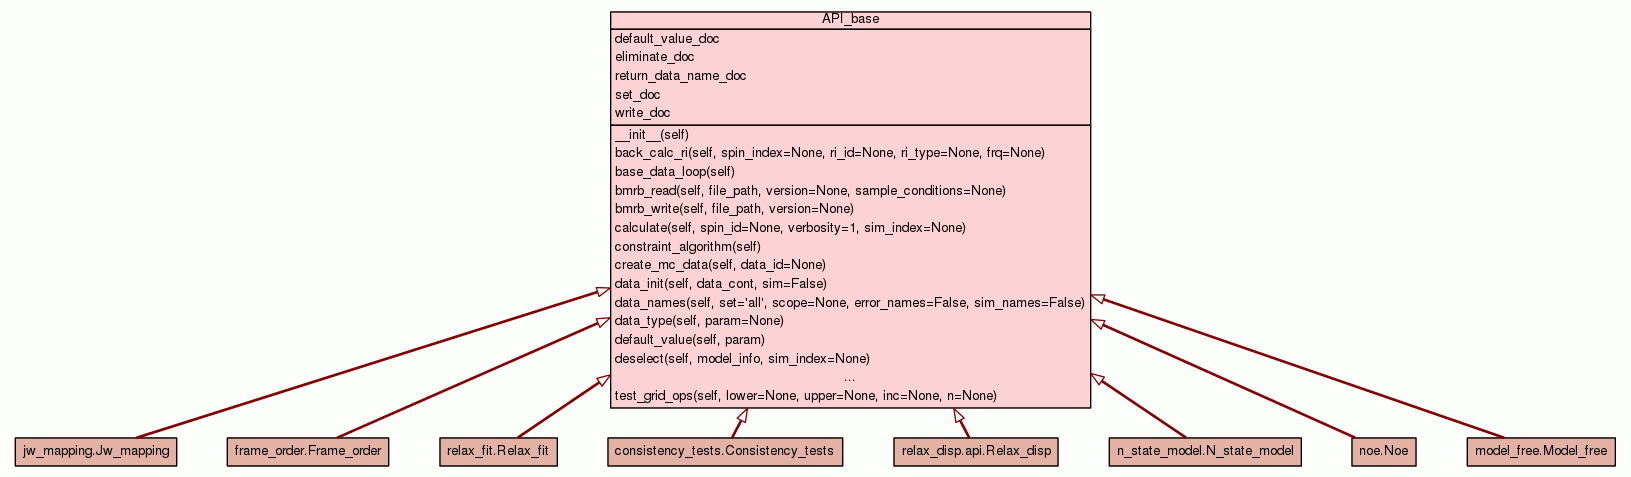 API_base
default_value_doc
eliminate_doc
return_data_name_doc
set_doc
write_doc
__init__(self)
back_calc_ri(self, spin_index=None, ri_id=None, ri_type=None, frq=None)
base_data_loop(self)
bmrb_read(self, file_path, version=None, sample_conditions=None)
bmrb_write(self, file_path, version=None)
calculate(self, spin_id=None, verbosity=1, sim_index=None)
constraint_algorithm(self)
create_mc_data(self, data_id=None)
data_init(self, data_cont, sim=False)
data_names(self, set='all', scope=None, error_names=False, sim_names=False)
data_type(self, param=None)
default_value(self, param)
deselect(self, model_info, sim_index=None)
...
test_grid_ops(self, lower=None, upper=None, inc=None, n=None)
jw_mapping.Jw_mapping
frame_order.Frame_order
relax_fit.Relax_fit
consistency_tests.Consistency_tests
relax_disp.api.Relax_disp
n_state_model.N_state_model
noe.Noe
model_free.Model_free